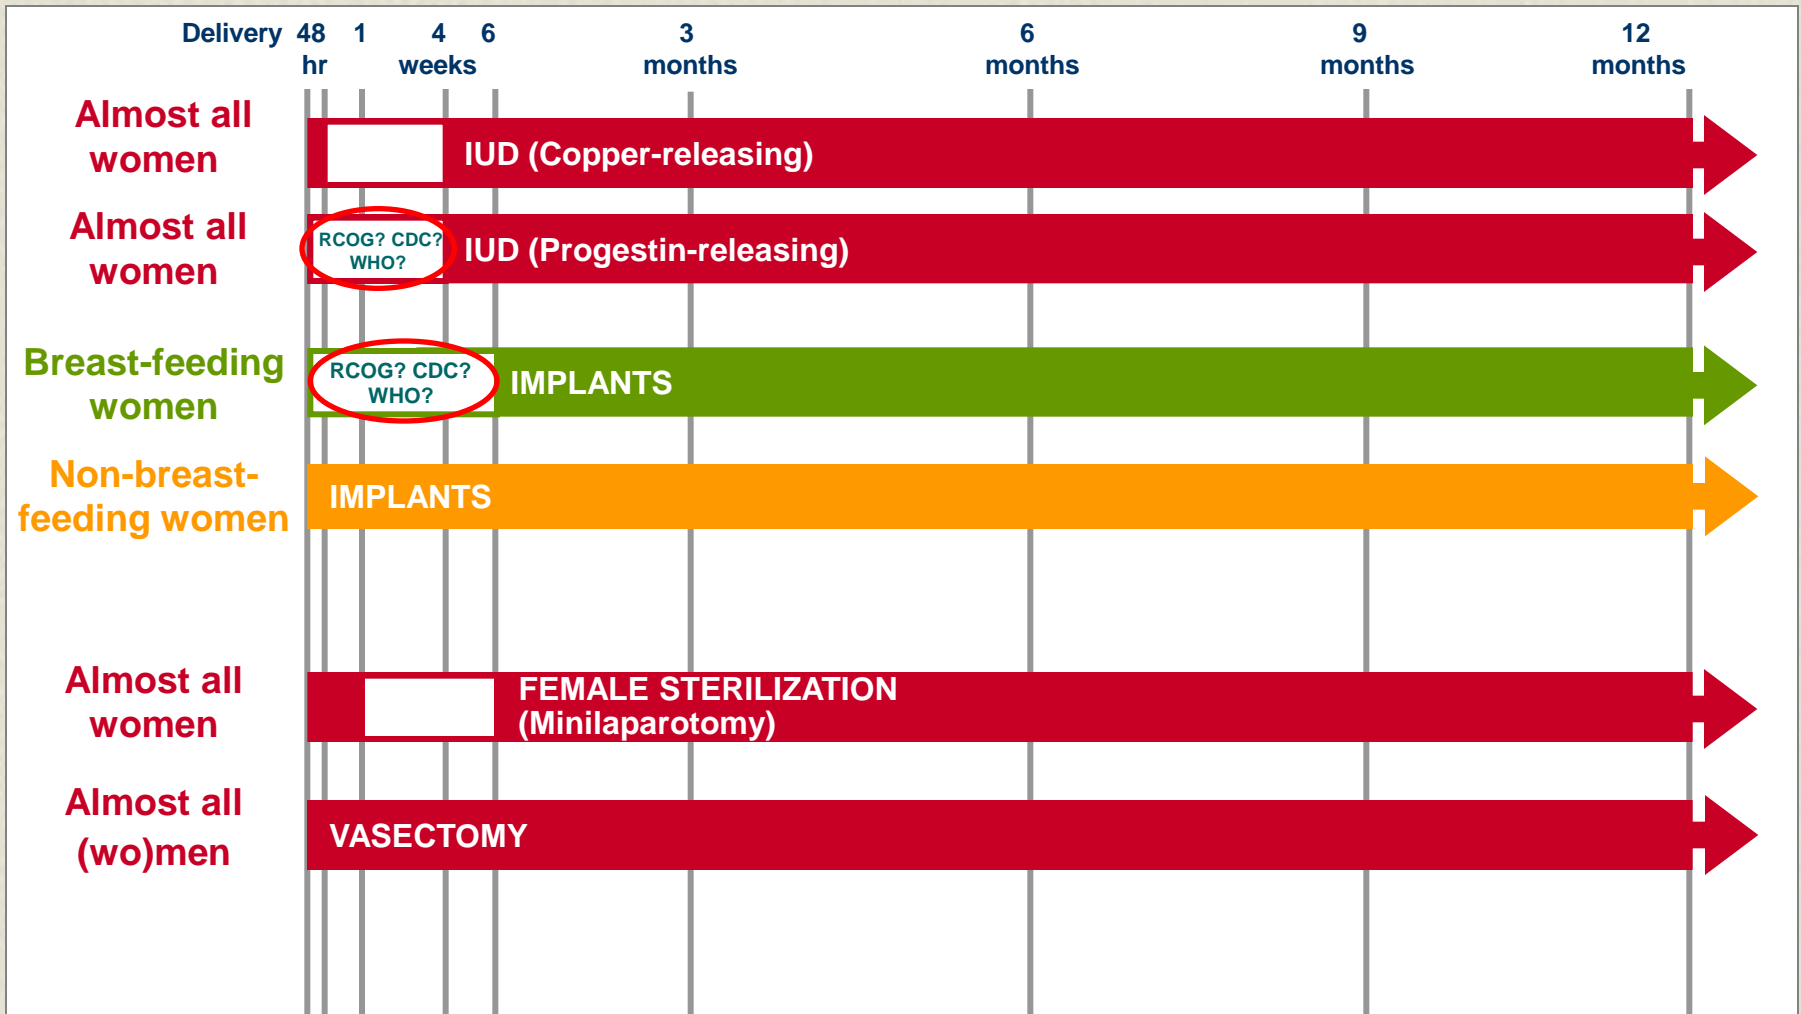 Delivery 48 1 4 6 3 6 9 12
hr weeks months months months months
Almost all
women
IUD (Copper-releasing)
Almost all
women
RCOG? CDC?
WHO?
IUD (Progestin-releasing)
Breast-feeding
women
RCOG? CDC?
WHO?
IMPLANTS
Non-breast-
feeding women
IMPLANTS
Almost all
women
FEMALE STERILIZATION
(Minilaparotomy)
Almost all
(wo)men
VASECTOMY